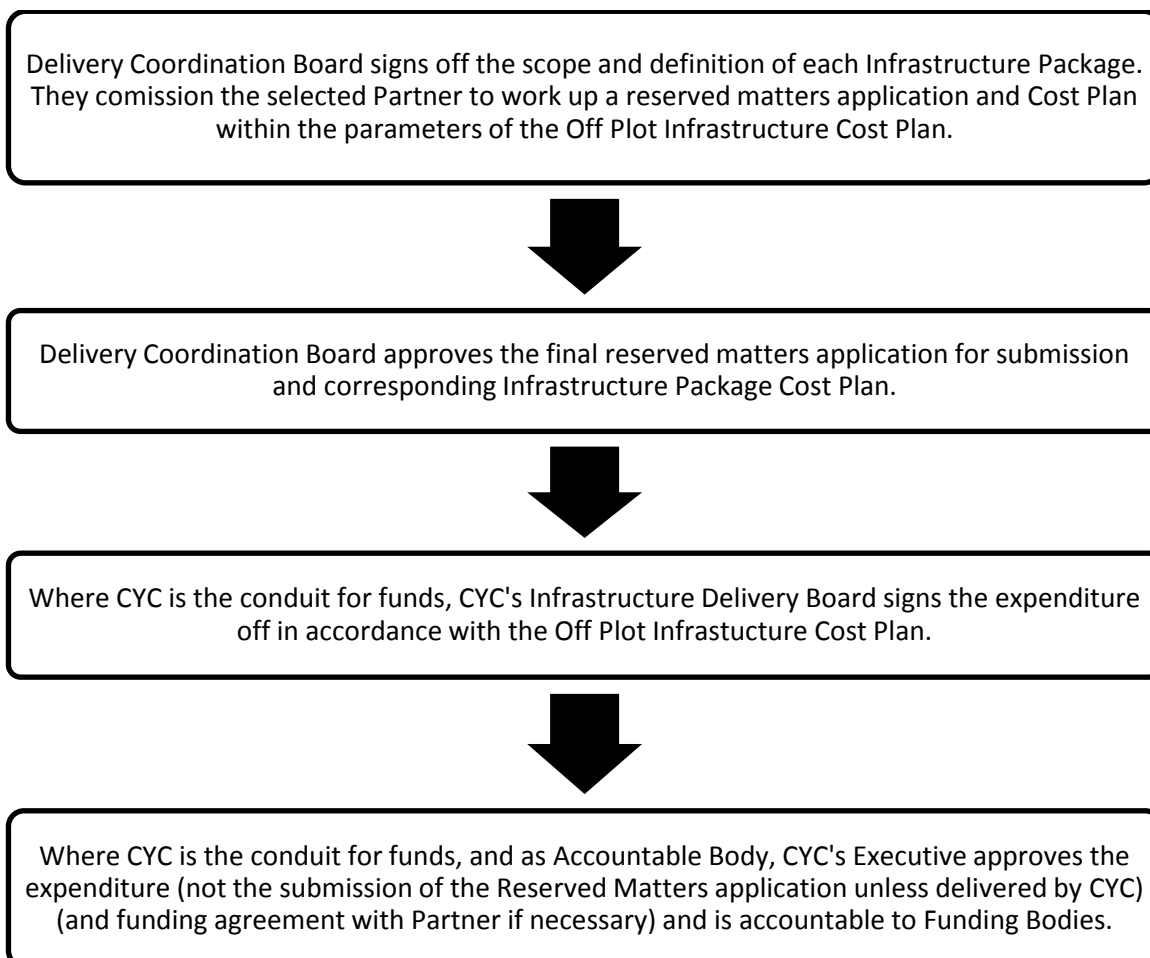 Delivery Coordination Board signs off the scope and definition of each Infrastructure Package.
They comission the selected Partner to work up a reserved matters application and Cost Plan
within the parameters of the Off Plot Infrastructure Cost Plan.
Delivery Coordination Board approves the final reserved matters application for submission
and corresponding Infrastructure Package Cost Plan.
Where CYC is the conduit for funds, CYC's Infrastructure Delivery Board signs the expenditure
off in accordance with the Off Plot Infrastucture Cost Plan.
Where CYC is the conduit for funds, and as Accountable Body, CYC's Executive approves the
expenditure (not the submission of the Reserved Matters application unless delivered by CYC)
(and funding agreement with Partner if necessary) and is accountable to Funding Bodies.